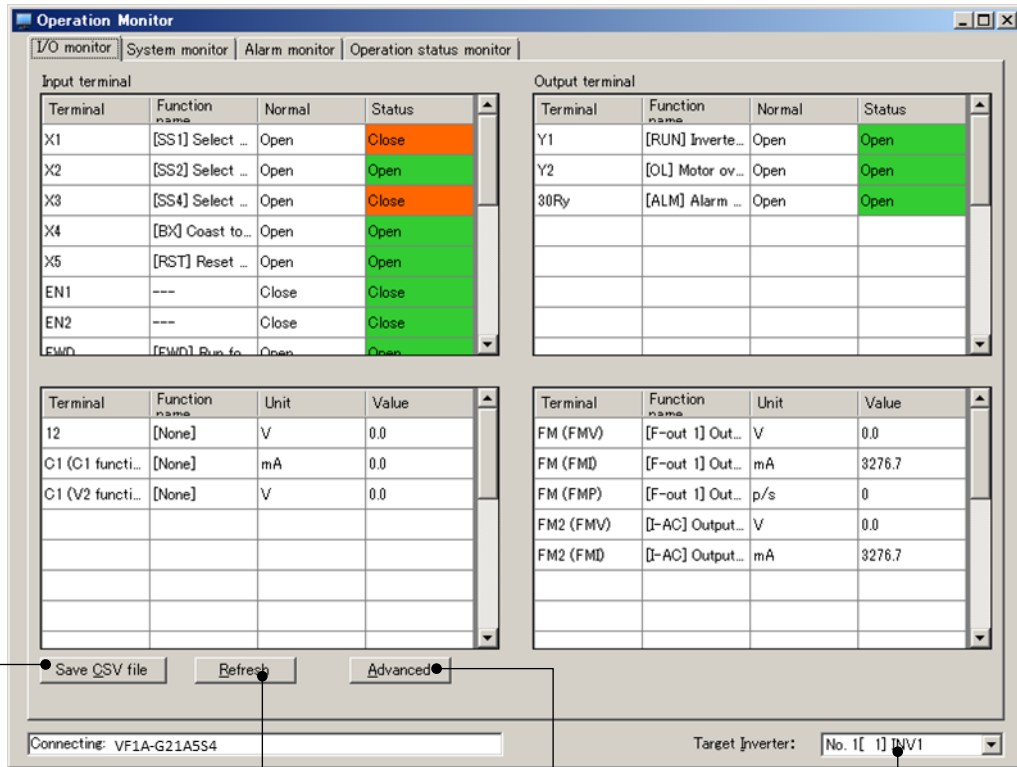 Operation Monitor
I/O monitor System monitor Alarm monitor Operation status monitor
Input terminal
Terminal Function name Normal Status
X1 [SS1] Select ... Open Close
X2 [SS2] Select ... Open Open
X3 [SS4] Select ... Open Close
X4 [BX] Coast to... Open Open
X5 [RST] Reset ... Open Open
EN1 --- Close Close
EN2 --- Close Close
FWD [FWD] Run fo... Open Open
Output terminal
Terminal Function name Normal Status
Y1 [RUN] Inverte... Open Open
Y2 [OL] Motor ov... Open Open
30Ry [ALM] Alarm ... Open Open
Terminal Function name Unit Value
12 [None] V 0.0
C1 (C1 functi... [None] mA 0.0
C1 (V2 functi... [None] V 0.0
Terminal Function name Unit Value
FM (FMV) [F-out 1] Out... V 0.0
FM (FMI) [F-out 1] Out... mA 3276.7
FM (FMP) [F-out 1] Out... p/s 0
FM2 (FMV) [I-AC] Output... V 0.0
FM2 (FMI) [I-AC] Output... mA 3276.7
Save CSV file Refresh Advanced
Connecting: VF1A-G21A5S4
Target Inverter: No. 1[ 1] INV1